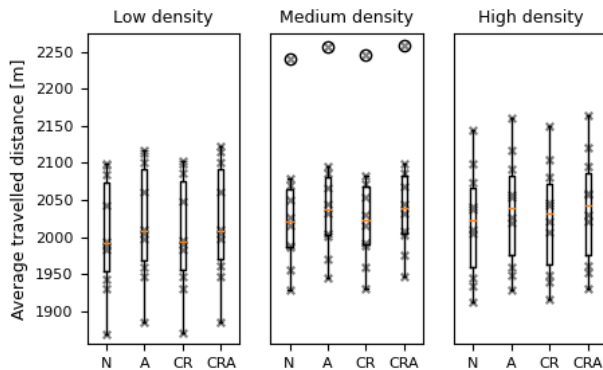 Low density
Medium density
High density
Average travelled distance [m]
2250
2200
2150
2100
2050
2000
1950
1900
N A CR CRA
N A CR CRA
N A CR CRA